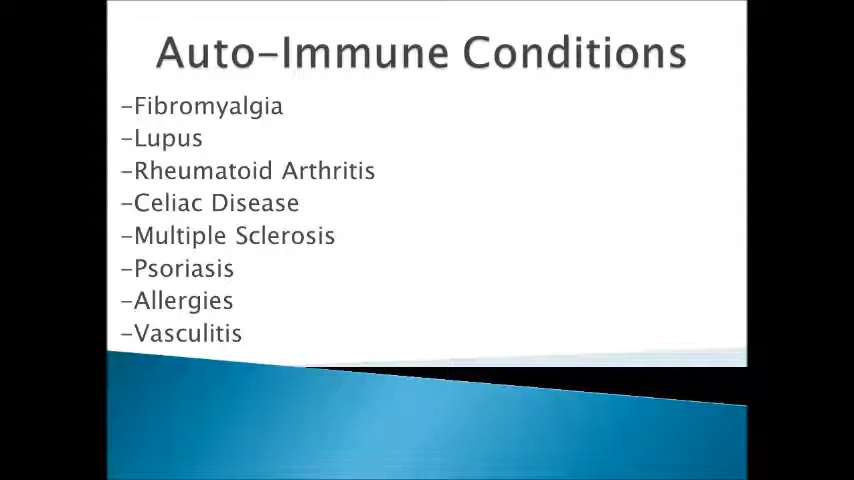 Auto-Immune Conditions
-Fibromyalgia
-Lupus
-Rheumatoid Arthritis
-Celiac Disease
-Multiple Sclerosis
-Psoriasis
-Allergies
-Vasculitis